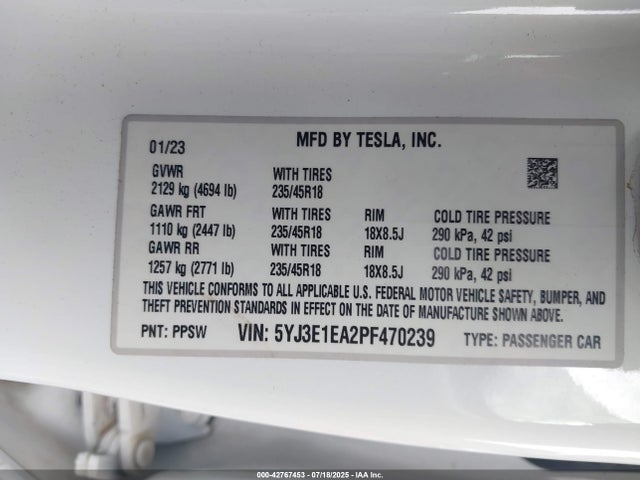 01/23 MFD BY TESLA, INC.
GVWR WITH TIRES
2129 kg (4694 lb) 235/45R18
GAWR FRT WITH TIRES RIM COLD TIRE PRESSURE
1110 kg (2447 lb) 235/45R18 18X8.5J 290 kPa, 42 psi
GAWR RR WITH TIRES RIM COLD TIRE PRESSURE
1257 kg (2771 lb) 235/45R18 18X8.5J 290 kPa, 42 psi
THIS VEHICLE CONFORMS TO ALL APPLICABLE U.S. FEDERAL MOTOR VEHICLE SAFETY, BUMPER, AND
THEFT PREVENTION STANDARDS IN EFFECT ON THE DATE OF MANUFACTURE SHOWN ABOVE.
PNT: PPSW VIN: 5YJ3E1EA2PF470239 TYPE: PASSENGER CAR
000-42767453 - 07/18/2025 - IAA Inc.